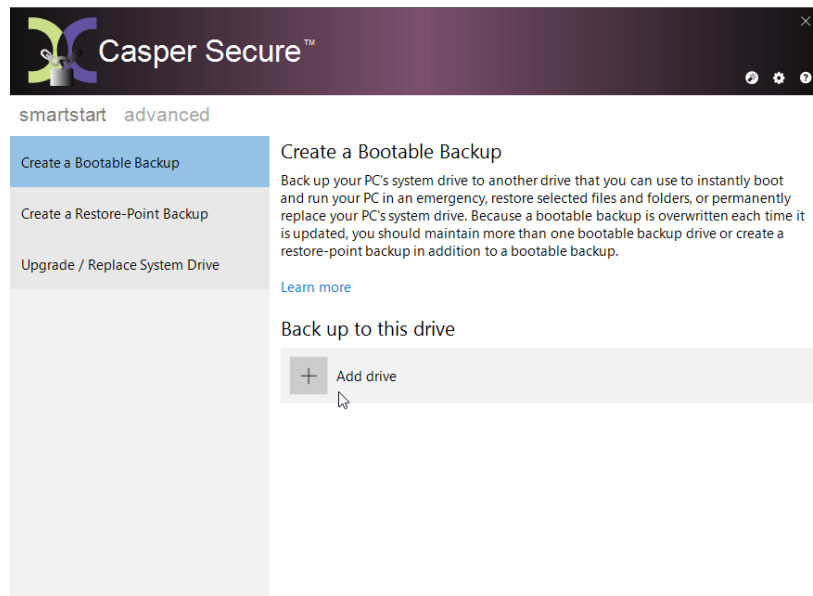 Casper Secure™
smartstart advanced
Create a Bootable Backup
Create a Restore-Point Backup
Upgrade / Replace System Drive
Create a Bootable Backup
Back up your PC's system drive to another drive that you can use to instantly boot
and run your PC in an emergency, restore selected files and folders, or permanently
replace your PC's system drive. Because a bootable backup is overwritten each time it
is updated, you should maintain more than one bootable backup drive or create a
restore-point backup in addition to a bootable backup.
Learn more
Back up to this drive
Add drive